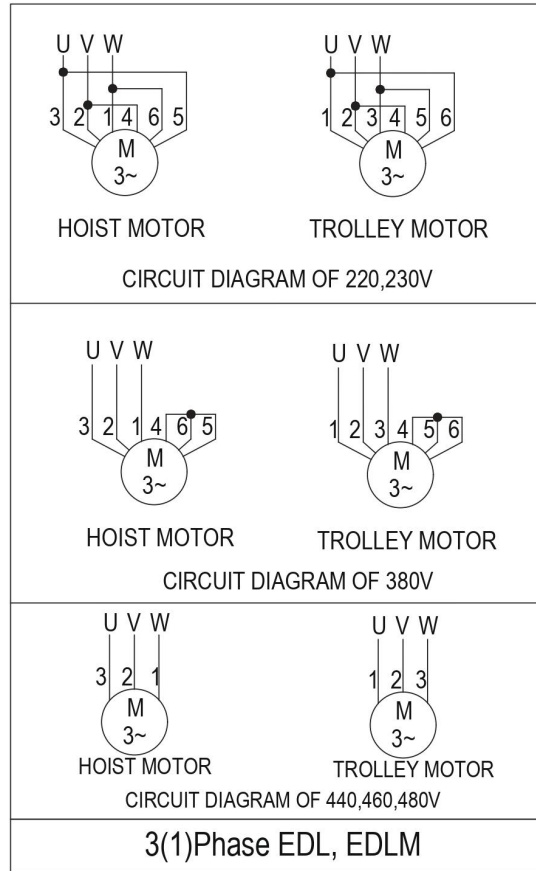 U V W U V W
3 2 1 4 6 5 1 2 3 4 5 6
M M
3~ 3~
HOIST MOTOR TROLLEY MOTOR
CIRCUIT DIAGRAM OF 220,230V
U V W U V W
3 2 1 4 6 5 1 2 3 4 5 6
M M
3~ 3~
HOIST MOTOR TROLLEY MOTOR
CIRCUIT DIAGRAM OF 380V
U V W U V W
3 2 1 1 2 3
M M
3~ 3~
HOIST MOTOR TROLLEY MOTOR
CIRCUIT DIAGRAM OF 440,460,480V
3(1)Phase EDL, EDLM